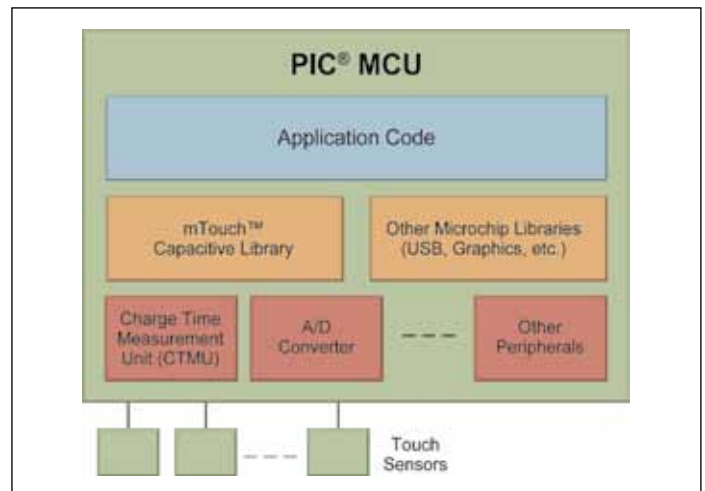 PIC® MCU
Application Code
mTouch™
Capacitive Library
Other Microchip Libraries
(USB, Graphics, etc.)
Charge Time
Measurement
Unit (CTMU)
A/D
Converter
Other
Peripherals
Touch
Sensors